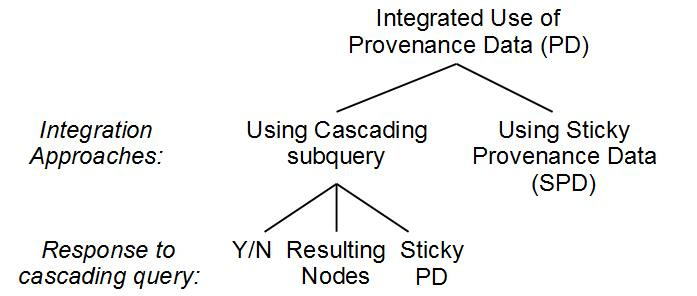 Integrated Use of
Provenance Data (PD)
Integration
Approaches:
Using Cascading
subquery
Using Sticky
Provenance Data
(SPD)
Response to
cascading query:
Y/N
Resulting
Nodes
Sticky
PD